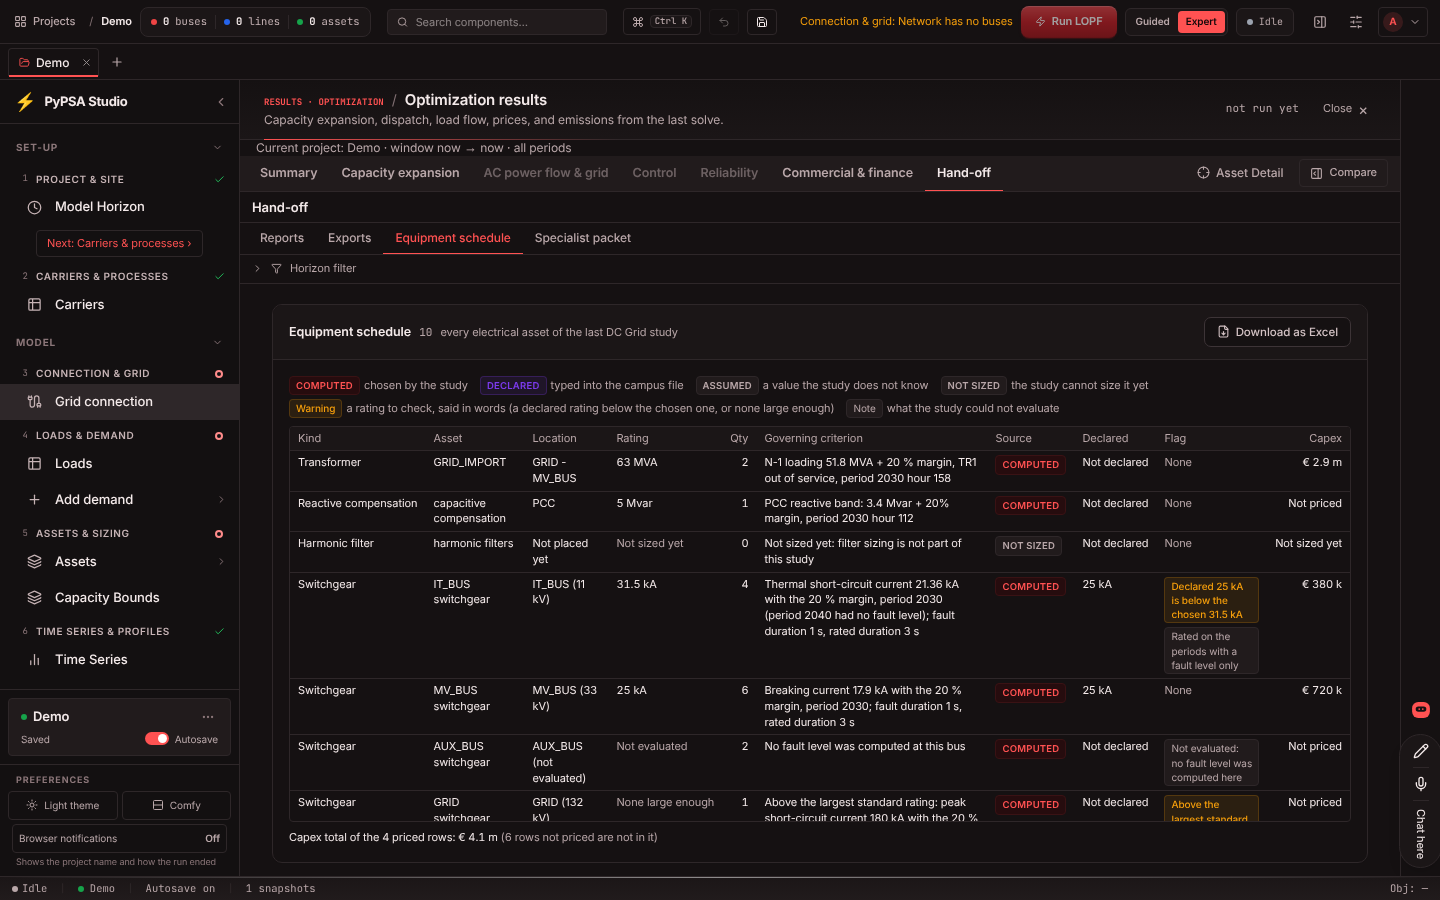 Projects / Demo
0 buses 0 lines 0 assets
Search components...
Ctrl K
Connection & grid: Network has no buses
Run LOPF
Guided Expert
Idle
A
Demo
PyPSA Studio
SET-UP
1 PROJECT & SITE
Model Horizon
Next: Carriers & processes ›
2 CARRIERS & PROCESSES
Carriers
MODEL
3 CONNECTION & GRID
Grid connection
4 LOADS & DEMAND
Loads
Add demand
5 ASSETS & SIZING
Assets
Capacity Bounds
6 TIME SERIES & PROFILES
Time Series
Demo
Saved Autosave
PREFERENCES
Light theme Comfy
Browser notifications Off
Shows the project name and how the run ended
RESULTS · OPTIMIZATION / Optimization results
Capacity expansion, dispatch, load flow, prices, and emissions from the last solve.
not run yet Close ×
Current project: Demo · window now → now · all periods
Summary Capacity expansion AC power flow & grid Control Reliability Commercial & finance Hand-off Asset Detail Compare
Hand-off
Reports Exports Equipment schedule Specialist packet
Horizon filter
Equipment schedule 10 every electrical asset of the last DC Grid study
Download as Excel
COMPUTED chosen by the study DECLARED typed into the campus file ASSUMED a value the study does not know NOT SIZED the study cannot size it yet
Warning a rating to check, said in words (a declared rating below the chosen one, or none large enough) Note what the study could not evaluate
Kind Asset Location Rating Qty Governing criterion Source Declared Flag Capex
Transformer GRID_IMPORT GRID - 63 MVA 2 N-1 loading 51.8 MVA + 20 % margin, TR1 COMPUTED Not declared None € 2.9 m
MV_BUS out of service, period 2030 hour 158
Reactive compensation capacitive PCC 5 Mvar 1 PCC reactive band: 3.4 Mvar + 20% COMPUTED Not declared None Not priced
compensation margin, period 2030 hour 112
Harmonic filter harmonic filters Not placed Not sized yet 0 Not sized yet: filter sizing is not part of NOT SIZED Not declared None Not sized yet
yet this study
Switchgear IT_BUS IT_BUS (11 31.5 kA 4 Thermal short-circuit current 21.36 kA COMPUTED 25 kA Declared 25 kA € 380 k
switchgear kV) with the 20 % margin, period 2030 is below the
(period 2040 had no fault level); fault chosen 31.5 kA
duration 1 s, rated duration 3 s Rated on the
periods with a
fault level only
Switchgear MV_BUS MV_BUS (33 25 kA 6 Breaking current 17.9 kA with the 20 % COMPUTED 25 kA None € 720 k
switchgear kV) margin, period 2030; fault duration 1 s,
rated duration 3 s
Switchgear AUX_BUS AUX_BUS Not evaluated 2 No fault level was computed at this bus COMPUTED Not declared Not evaluated: Not priced
switchgear (not no fault level was
evaluated) computed here
Switchgear GRID GRID (132 None large enough 1 Above the largest standard rating: peak COMPUTED Not declared Above the Not priced
switchgear kV) short-circuit current 180 kA with the 20 % largest standard
Capex total of the 4 priced rows: € 4.1 m (6 rows not priced are not in it)
Chat here
Idle Demo Autosave on 1 snapshots Obj: —